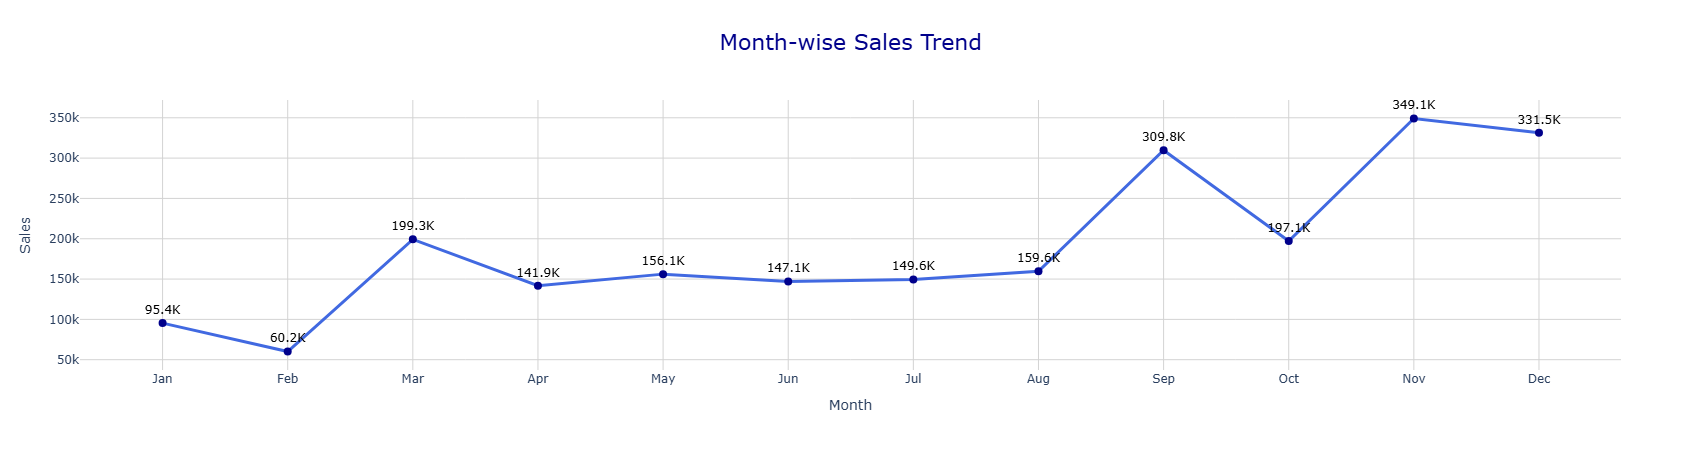 Month-wise Sales Trend
349.1K
350k
331.5K
309.8K
300k
250k
199.3K
197.1K
200k
Sales
159.6K
156.1K
149.6K
147.1K
141.9K
150k
95.4K
100k
60.2K
50k
Jan Feb Mar Apr May Jun Jul Aug Sep Oct Nov Dec
Month